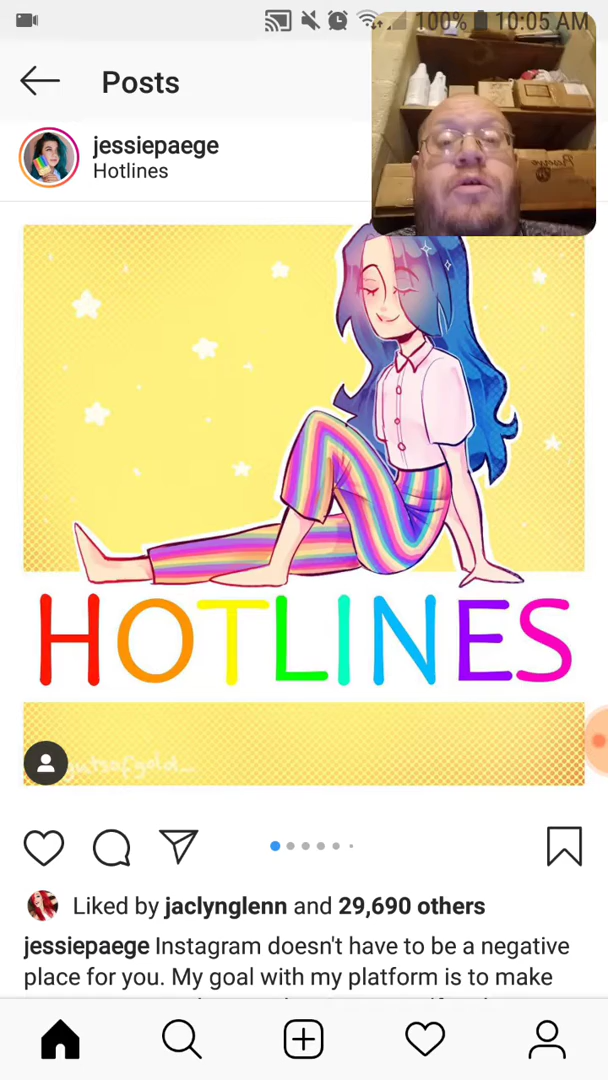 100% 10:05 AM
Posts
jessiepaege
Hotlines
HOTLINES
gutsofgold_
Liked by jaclynglenn and 29,690 others
jessiepaege Instagram doesn't have to be a negative
place for you. My goal with my platform is to make